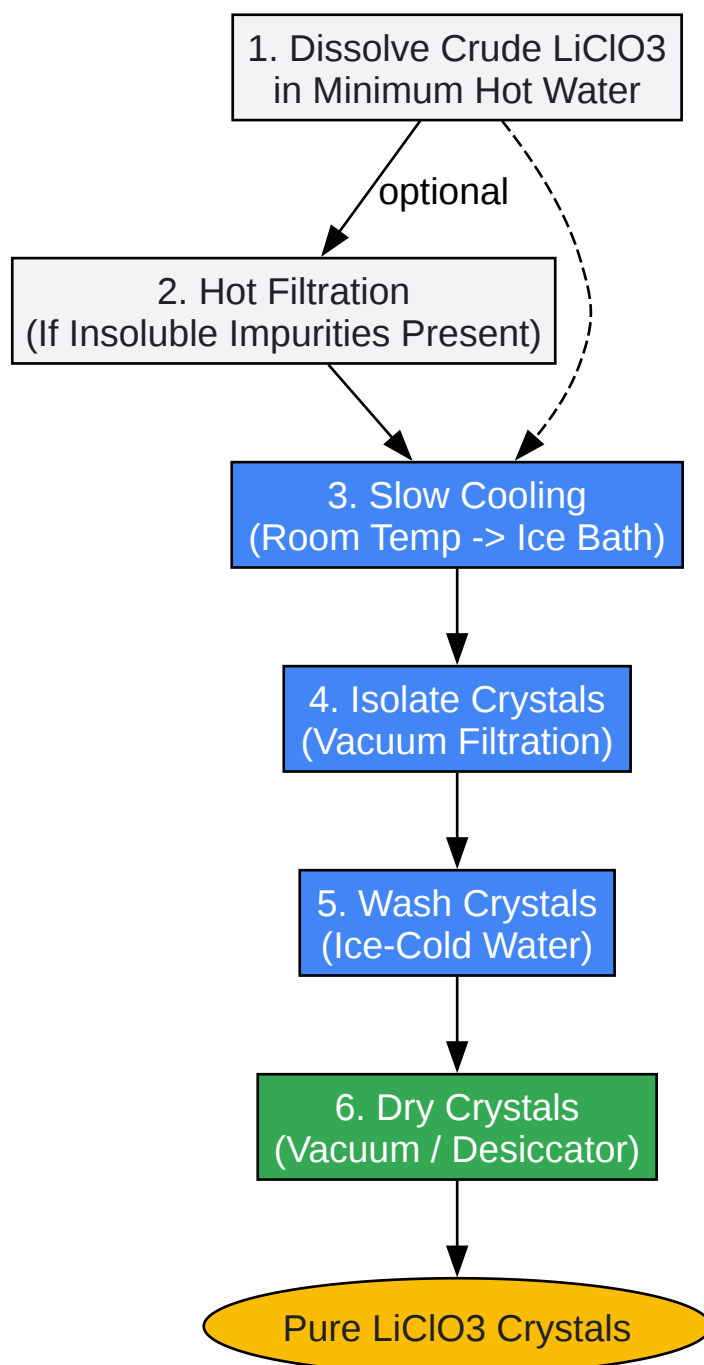 1. Dissolve Crude LiClO3
in Minimum Hot Water
optional
2. Hot Filtration
(If Insoluble Impurities Present)
3. Slow Cooling
(Room Temp -> Ice Bath)
4. Isolate Crystals
(Vacuum Filtration)
5. Wash Crystals
(Ice-Cold Water)
6. Dry Crystals
(Vacuum / Desiccator)
Pure LiClO3 Crystals